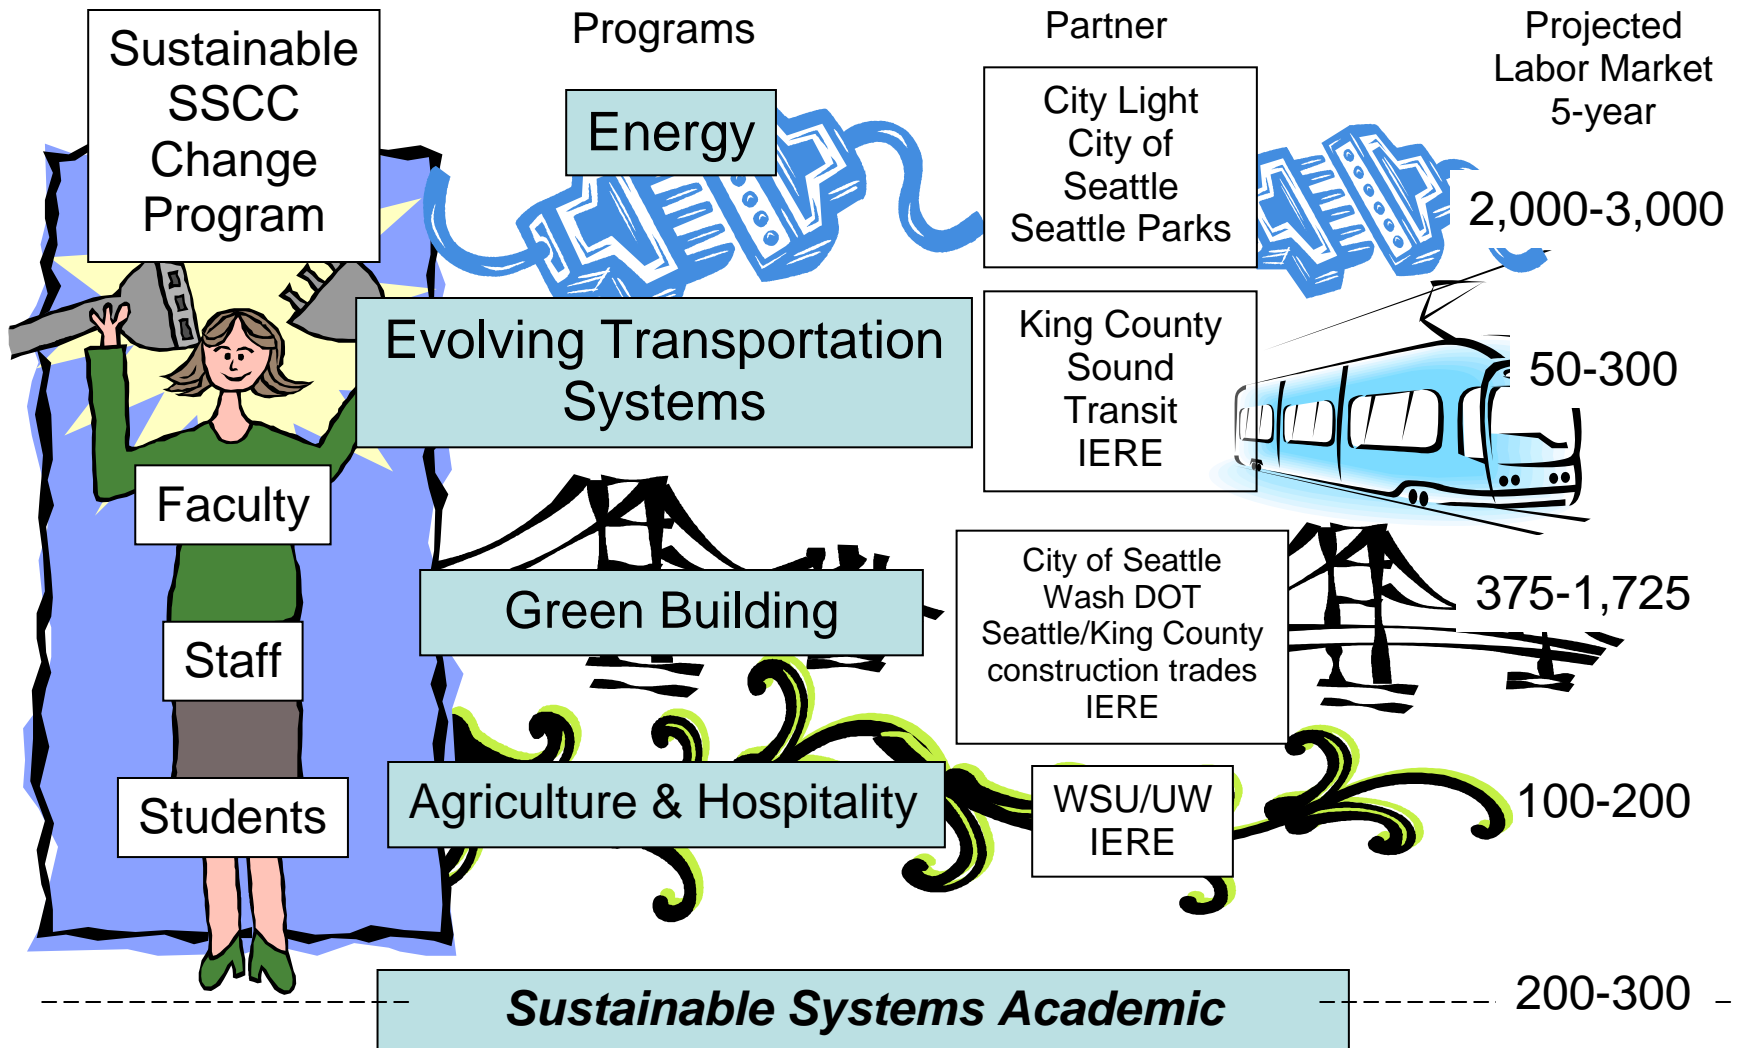 Sustainable
SSCC
Change
Program
Programs
Partner
Projected
Labor Market
5-year
Energy
City Light
City of
Seattle
Seattle Parks
2,000-3,000
Evolving Transportation
Systems
King County
Sound
Transit
IERE
50-300
Faculty
Green Building
City of Seattle
Wash DOT
Seattle/King County
construction trades
IERE
375-1,725
Staff
Agriculture & Hospitality
WSU/UW
IERE
100-200
Students
Sustainable Systems Academic
200-300